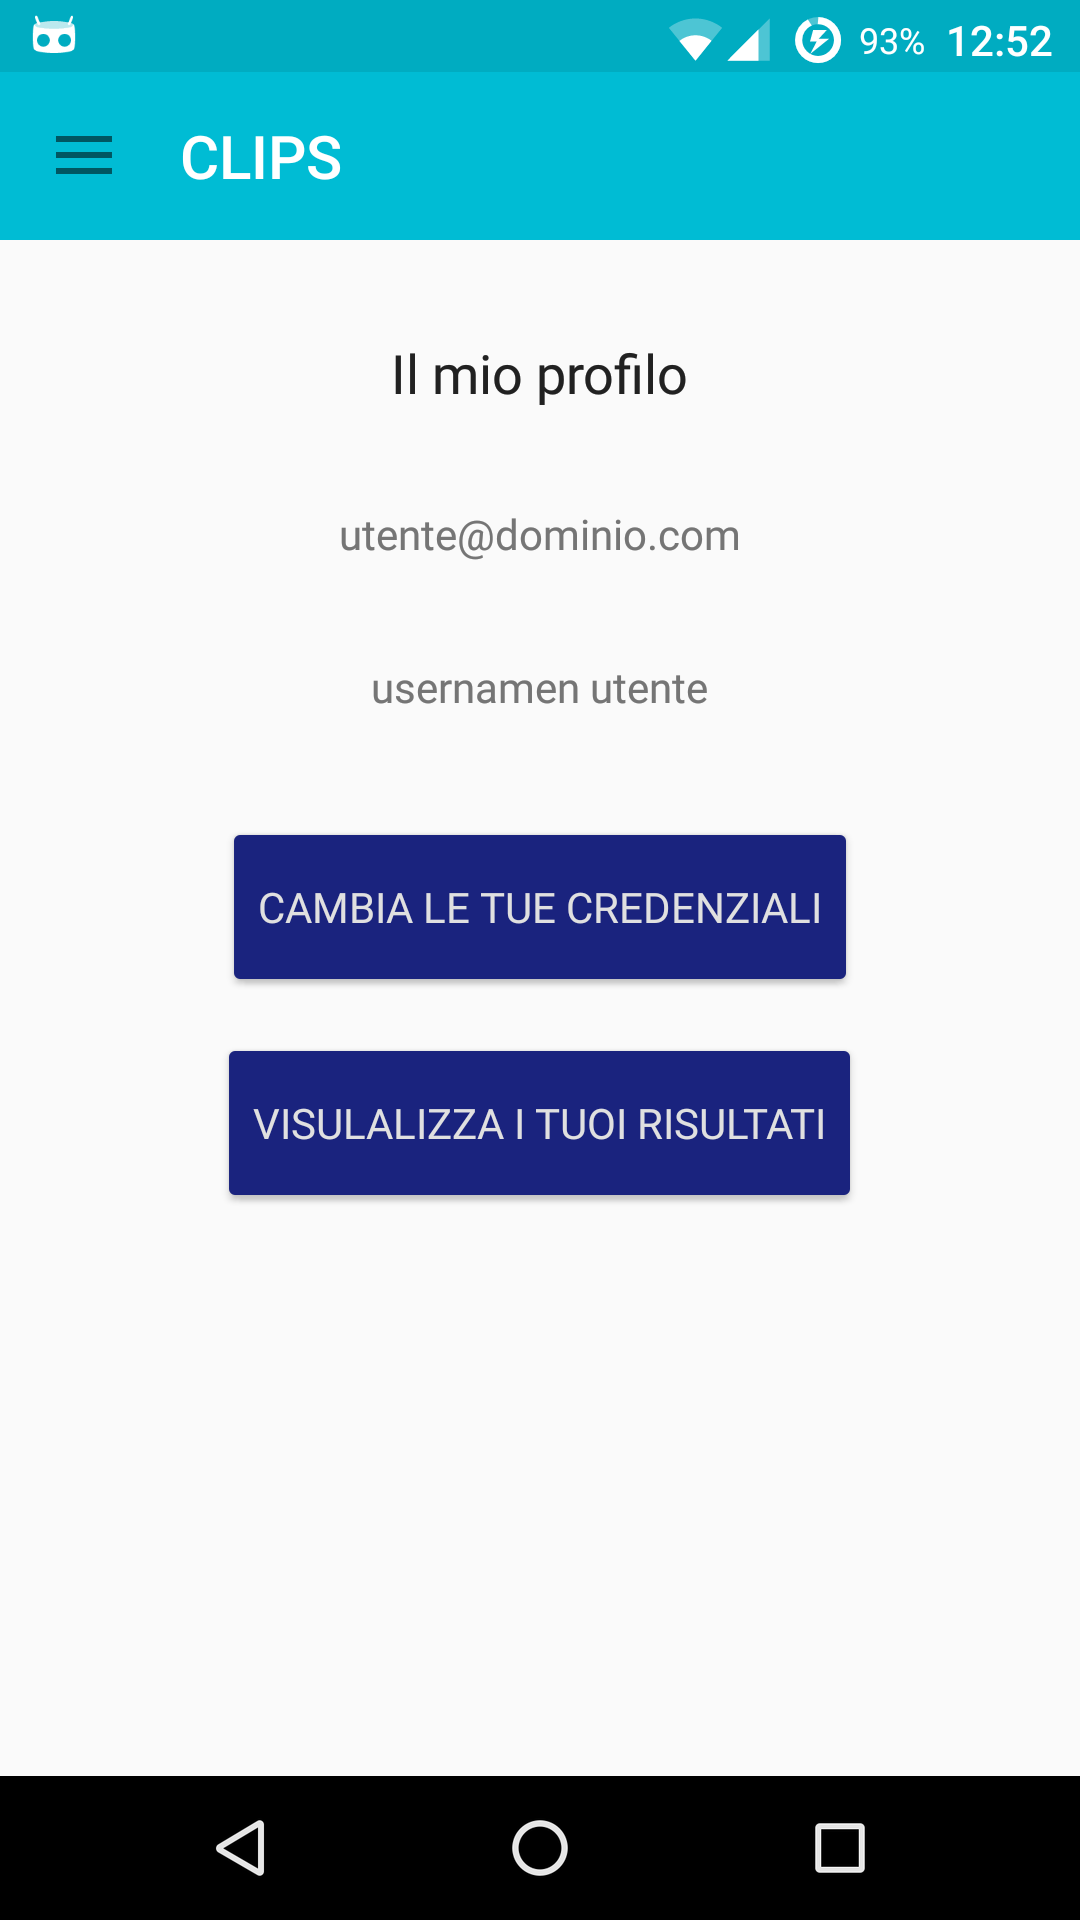 93% 12:52
CLIPS
Il mio profilo
utente@dominio.com
usernamen utente
CAMBIA LE TUE CREDENZIALI
VISULALIZZA I TUOI RISULTATI